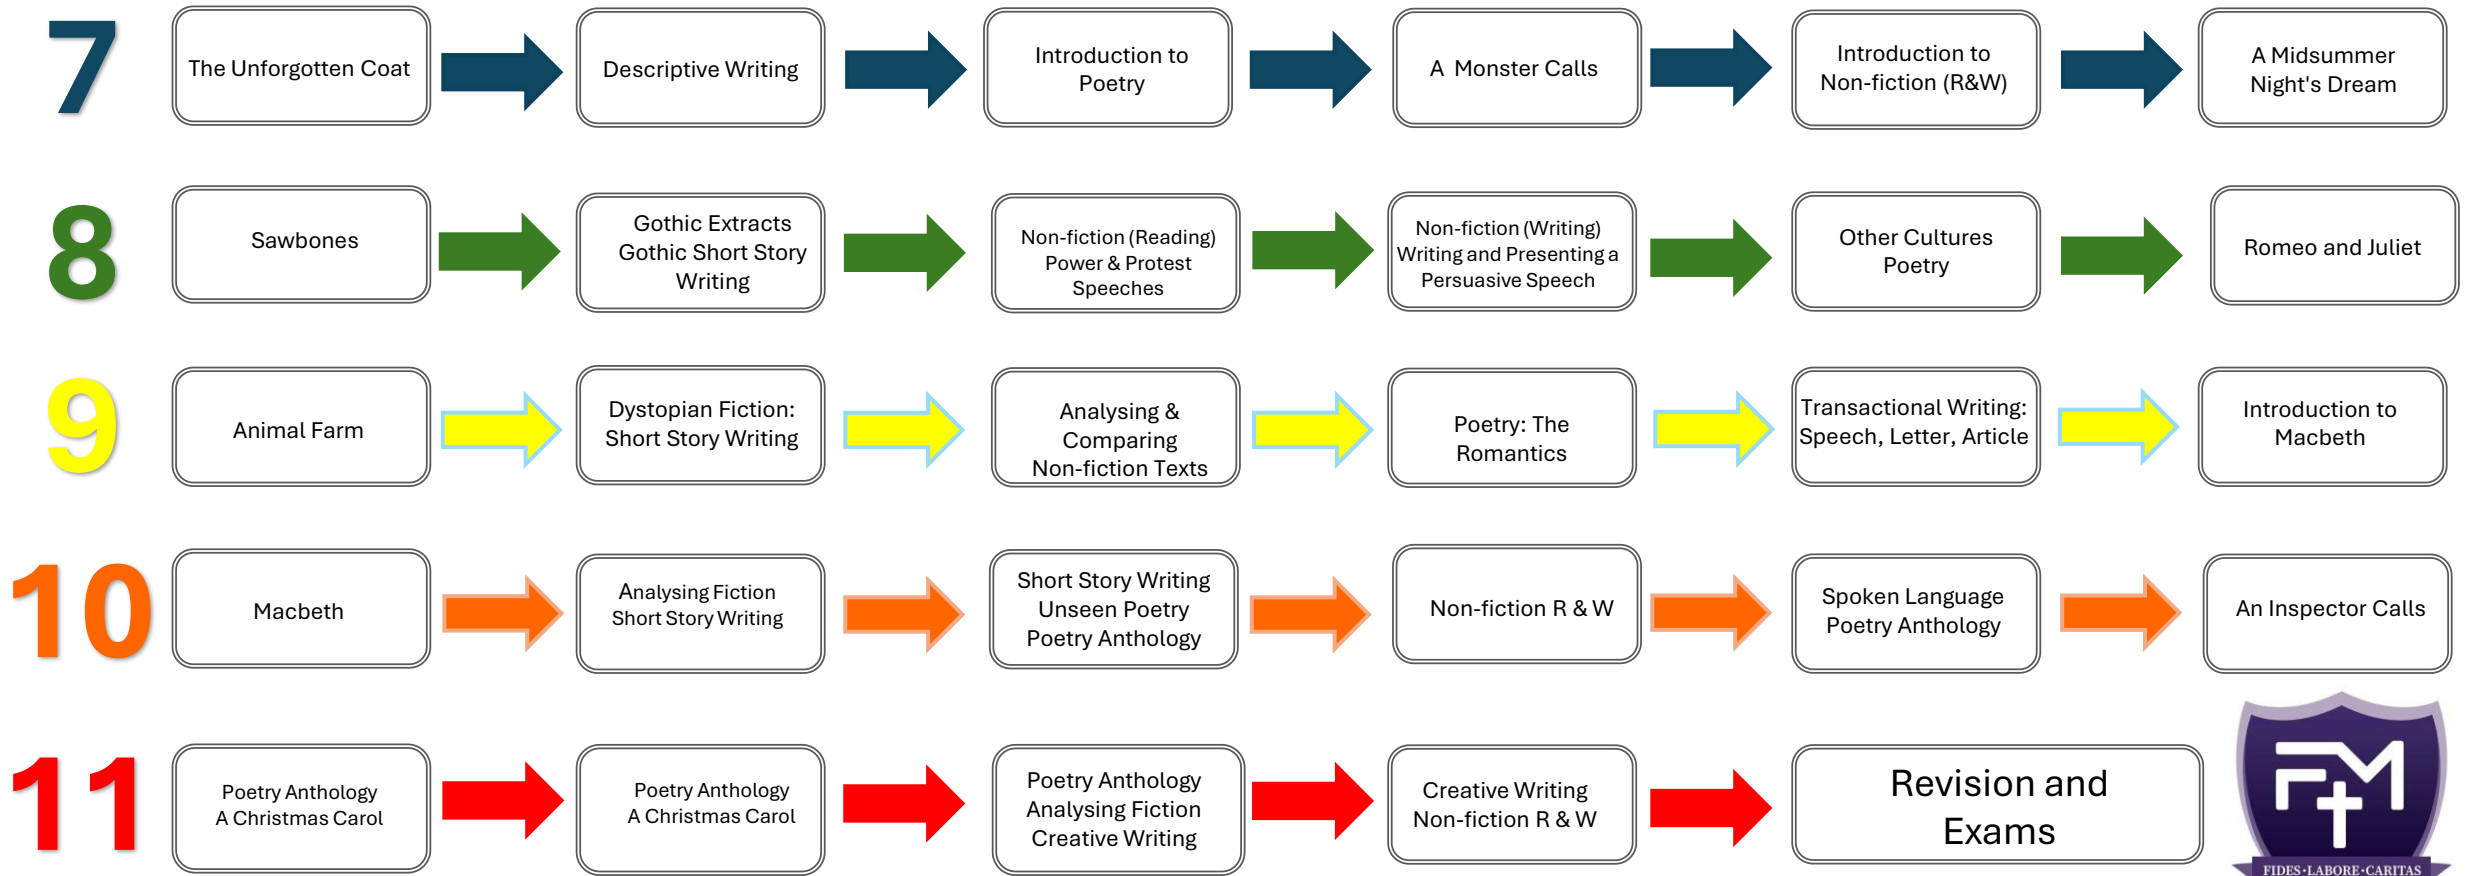 7
The Unforgotten Coat
Descriptive Writing
Introduction to
Poetry
A Monster Calls
Introduction to
Non-fiction (R&W)
A Midsummer
Night's Dream
8
Sawbones
Gothic Extracts
Gothic Short Story
Writing
Non-fiction (Reading)
Power & Protest
Speeches
Non-fiction (Writing)
Writing and Presenting a
Persuasive Speech
Other Cultures
Poetry
Romeo and Juliet
9
Animal Farm
Dystopian Fiction:
Short Story Writing
Analysing &
Comparing
Non-fiction Texts
Poetry: The
Romantics
Transactional Writing:
Speech, Letter, Article
Introduction to
Macbeth
10
Macbeth
Analysing Fiction
Short Story Writing
Short Story Writing
Unseen Poetry
Poetry Anthology
Non-fiction R & W
Spoken Language
Poetry Anthology
An Inspector Calls
11
Poetry Anthology
A Christmas Carol
Poetry Anthology
A Christmas Carol
Poetry Anthology
Analysing Fiction
Creative Writing
Creative Writing
Non-fiction R & W
Revision and
Exams
FM
FIDES•LABORE•CARITAS